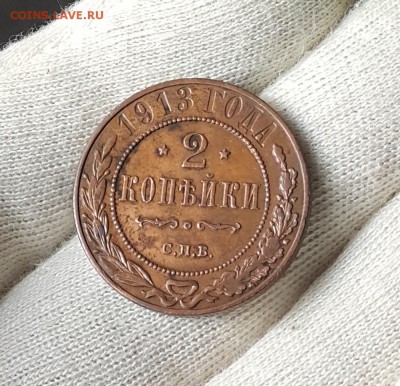 COINS.LAVE.RU
1913 ГОДА
2
КОПѢЙКИ
С.П.Б.